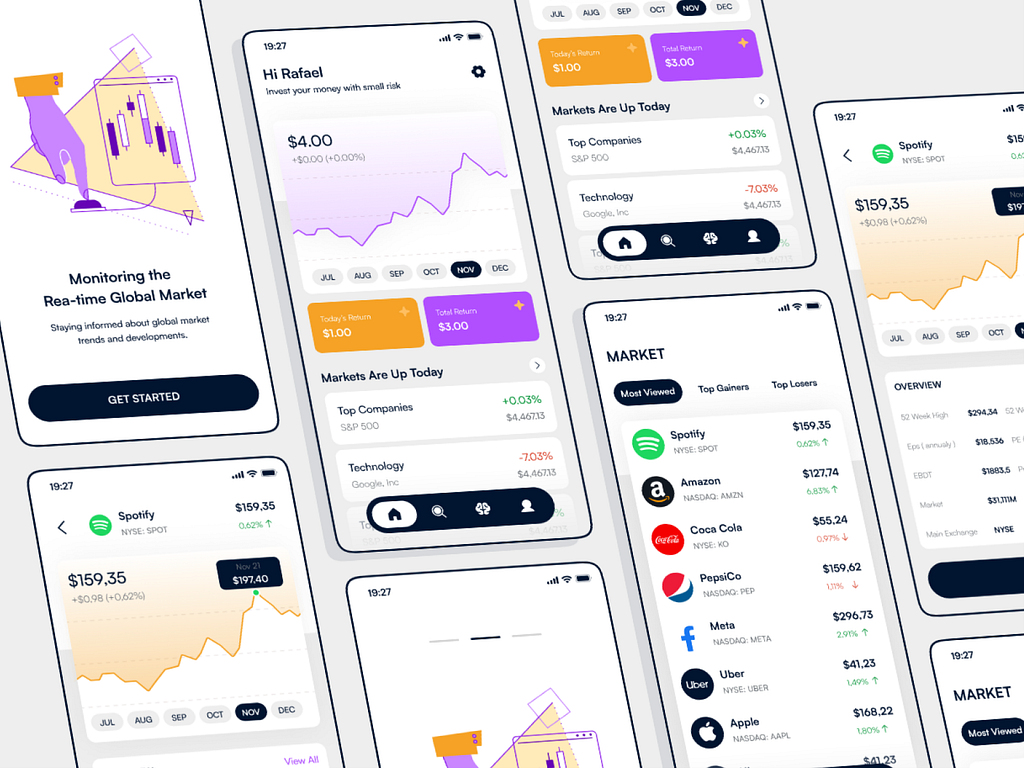 Monitoring the
Rea-time Global Market
Staying informed about global market
trends and developments.
GET STARTED
19:27
Spotify
NYSE: SPOT
$159,35
0,62% ↑
$159,35
+$0,98 (+0,62%)
Nov 21
$197,40
JUL AUG SEP OCT NOV DEC
View All
19:27
Hi Rafael
Invest your money with small risk
$4.00
+$0.00 (+0.00%)
JUL AUG SEP OCT NOV DEC
Today's Return
$1.00
Total Return
$3.00
Markets Are Up Today
Top Companies
S&P 500
+0.03%
$4,467.13
Technology
Google, Inc
-7.03%
$4,467.13
19:27
JUL AUG SEP OCT NOV DEC
Today's Return
$1.00
Total Return
$3.00
Markets Are Up Today
Top Companies
S&P 500
+0.03%
$4,467.13
Technology
Google, Inc
-7.03%
$4,467.13
S&P 500
19:27
MARKET
Most Viewed Top Gainers Top Losers
Spotify
NYSE: SPOT
$159,35
0,62% ↑
Amazon
NASDAQ: AMZN
$127,74
6,83% ↑
Coca Cola
NYSE: KO
$55,24
0,97% ↓
PepsiCo
NASDAQ: PEP
$159,62
1,11% ↓
Meta
NASDAQ: META
$296,73
2,91% ↑
Uber
Uber
NYSE: UBER
$41,23
1,49% ↑
Apple
NASDAQ: AAPL
$168,22
1,80% ↑
$41,23
19:27
Spotify
NYSE: SPOT
$159,35
+$0,98 (+0,62%)
JUL AUG SEP OCT
OVERVIEW
52 Week High $294,34 52 W
Eps ( annualy ) $18,536 PE
EBDT $1883,5
Market $31,111M
Main Exchange NYSE
19:27
MARKET
Most Viewed